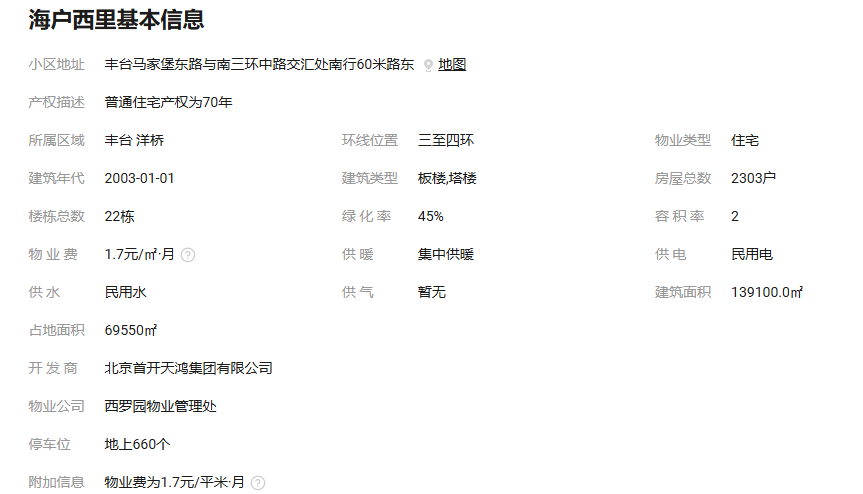 海户西里基本信息
小区地址 丰台马家堡东路与南三环中路交汇处南行60米路东 地图
产权描述 普通住宅产权为70年
所属区域 丰台 洋桥 环线位置 三至四环 物业类型 住宅
建筑年代 2003-01-01 建筑类型 板楼,塔楼 房屋总数 2303户
楼栋总数 22栋 绿 化 率 45% 容 积 率 2
物 业 费 1.7元/㎡·月 ? 供 暖 集中供暖 供 电 民用电
供 水 民用水 供 气 暂无 建筑面积 139100.0㎡
占地面积 69550㎡
开 发 商 北京首开天鸿集团有限公司
物业公司 西罗园物业管理处
停车位 地上660个
附加信息 物业费为1.7元/平米·月 ?